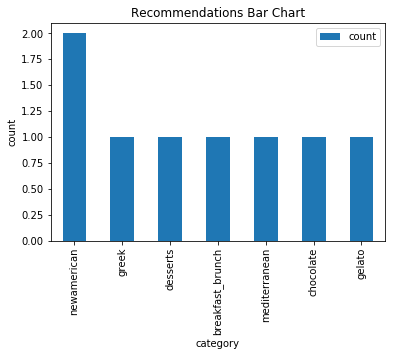 Recommendations Bar Chart
count
2.00
1.75
1.50
1.25
1.00
0.75
0.50
0.25
0.00
count
newamerican
greek
desserts
breakfast_brunch
mediterranean
chocolate
gelato
category